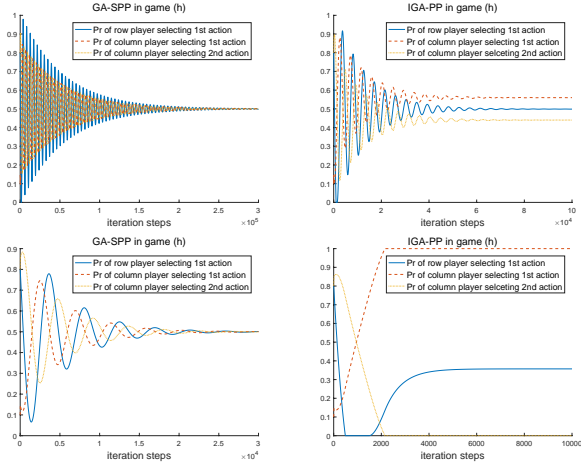 GA-SPP in game (h)
Pr of row player selecting 1st action
Pr of column player selecting 1st action
Pr of column player selecting 2nd action
1
0.9
0.8
0.7
0.6
0.5
0.4
0.3
0.2
0.1
0
0 0.5 1 1.5 2 2.5 3
×10^5
iteration steps
IGA-PP in game (h)
Pr of row player selecting 1st action
Pr of column player selecting 1st action
Pr of column player selecting 2nd action
1
0.9
0.8
0.7
0.6
0.5
0.4
0.3
0.2
0.1
0
0 2 4 6 8 10
×10^4
iteration steps
GA-SPP in game (h)
Pr of row player selecting 1st action
Pr of column player selecting 1st action
Pr of column player selecting 2nd action
0.9
0.8
0.7
0.6
0.5
0.4
0.3
0.2
0.1
0
0 0.5 1 1.5 2 2.5 3
×10^4
iteration steps
IGA-PP in game (h)
Pr of row player selecting 1st action
Pr of column player selecting 1st action
Pr of column player selecting 2nd action
1
0.9
0.8
0.7
0.6
0.5
0.4
0.3
0.2
0.1
0
0 2000 4000 6000 8000 10000
iteration steps